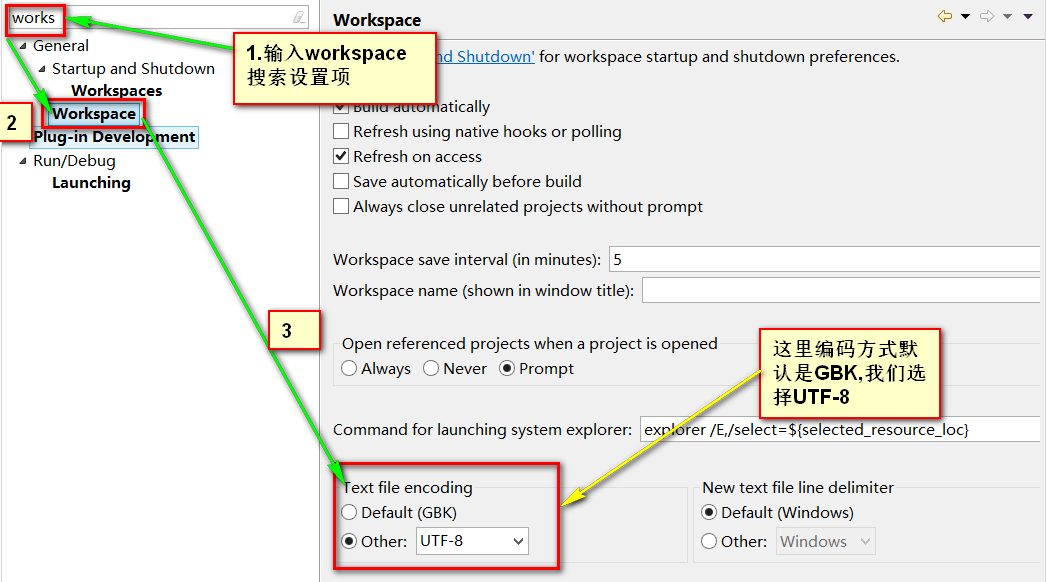 works
General
Startup and Shutdown
Workspaces
Workspace
Plug-in Development
Run/Debug
Launching
1.输入workspace
搜索设置项
2
3
Workspace
nd Shutdown' for workspace startup and shutdown preferences.
Build automatically
Refresh using native hooks or polling
Refresh on access
Save automatically before build
Always close unrelated projects without prompt
Workspace save interval (in minutes): 5
Workspace name (shown in window title):
Open referenced projects when a project is opened
Always Never Prompt
这里编码方式默
认是GBK,我们选
择UTF-8
Command for launching system explorer: explorer /E,/select=${selected_resource_loc}
Text file encoding
Default (GBK)
Other: UTF-8
New text file line delimiter
Default (Windows)
Other: Windows